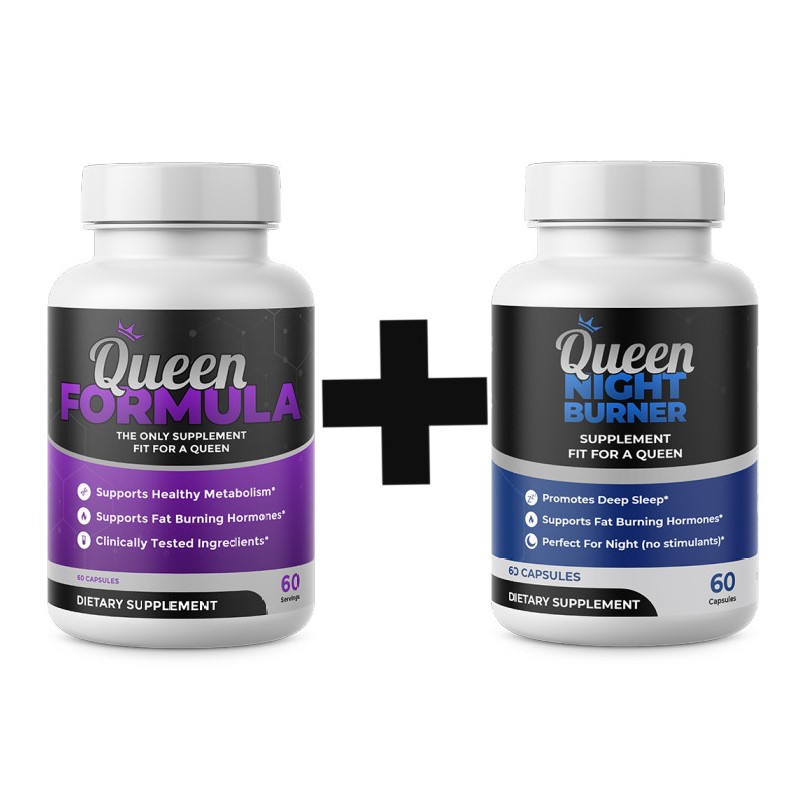 Queen
FORMULA
THE ONLY SUPPLEMENT
FIT FOR A QUEEN
Supports Healthy Metabolism*
Supports Fat Burning Hormones*
Clinically Tested Ingredients*
60 CAPSULES
60
Servings
DIETARY SUPPLEMENT
Queen
NIGHT
BURNER
SUPPLEMENT
FIT FOR A QUEEN
Promotes Deep Sleep*
Supports Fat Burning Hormones*
Perfect For Night (no stimulants)*
60 CAPSULES
60
Capsules
DIETARY SUPPLEMENT